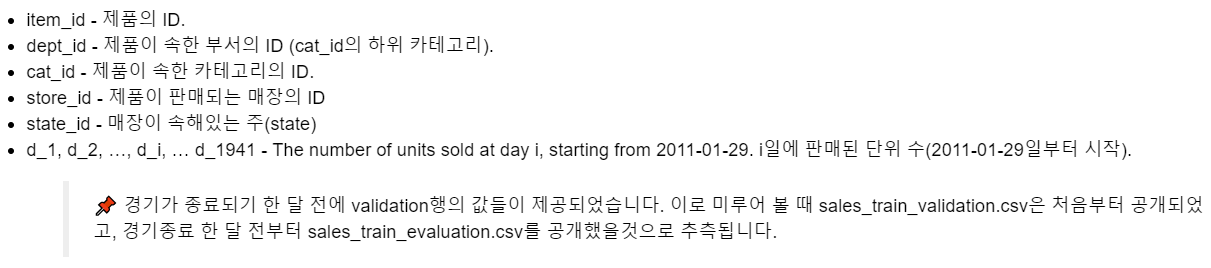 item_id - 제품의 ID.
dept_id - 제품이 속한 부서의 ID (cat_id의 하위 카테고리).
cat_id - 제품이 속한 카테고리의 ID.
store_id - 제품이 판매되는 매장의 ID
state_id - 매장이 속해있는 주(state)
d_1, d_2, …, d_i, … d_1941 - The number of units sold at day i, starting from 2011-01-29. i일에 판매된 단위 수(2011-01-29일부터 시작).
📌 경기가 종료되기 한 달 전에 validation행의 값들이 제공되었습니다. 이로 미루어 볼 때 sales_train_validation.csv은 처음부터 공개되었
고, 경기종료 한 달 전부터 sales_train_evaluation.csv를 공개했을것으로 추측됩니다.